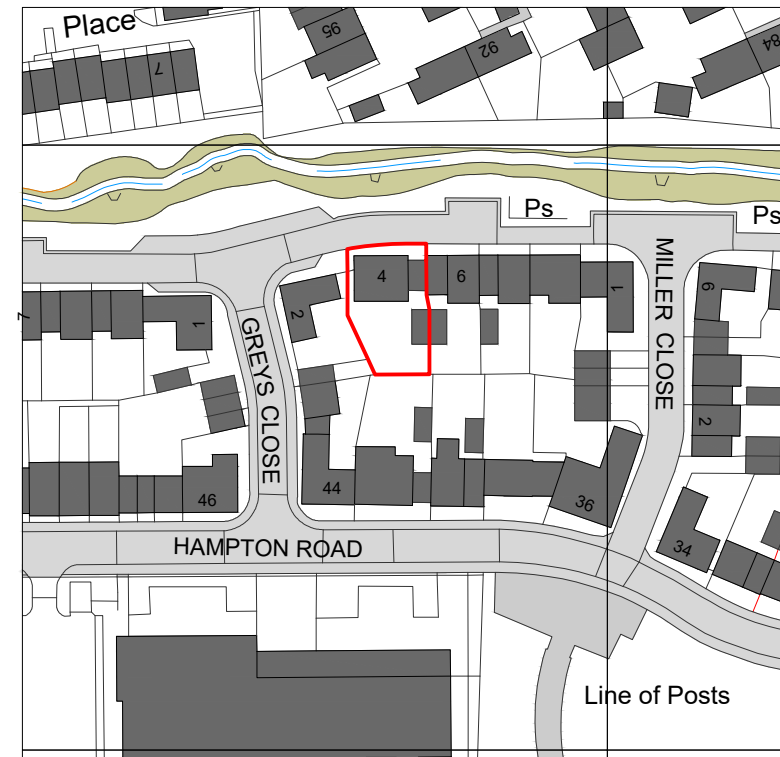 Place
95
92
84
7
Ps
Ps
4
6
2
1
6
7
1
GREYS CLOSE
MILLER CLOSE
2
46
44
36
34
HAMPTON ROAD
Line of Posts